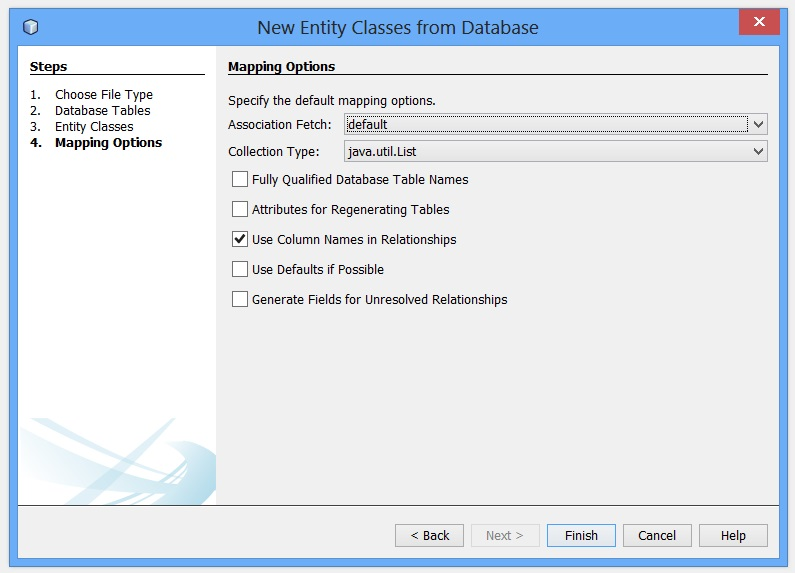 New Entity Classes from Database
Steps
1. Choose File Type
2. Database Tables
3. Entity Classes
4. Mapping Options
Mapping Options
Specify the default mapping options.
Association Fetch: default
Collection Type: java.util.List
Fully Qualified Database Table Names
Attributes for Regenerating Tables
Use Column Names in Relationships
Use Defaults if Possible
Generate Fields for Unresolved Relationships
< Back Next > Finish Cancel Help